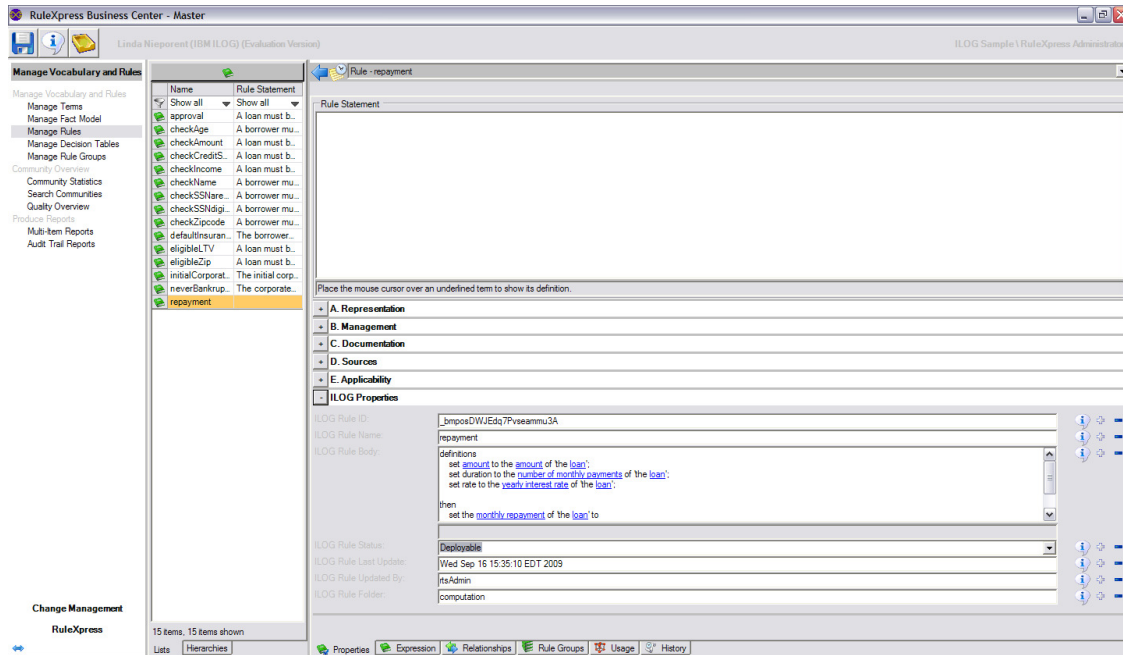 RuleXpress Business Center - Master
Linda Nieporent (IBM ILOG) (Evaluation Version)
ILOG Sample \ RuleXpress Administrator
Manage Vocabulary and Rules
Manage Vocabulary and Rules
Manage Terms
Manage Fact Model
Manage Rules
Manage Decision Tables
Manage Rule Groups
Community Overview
Community Statistics
Search Communities
Quality Overview
Produce Reports
Multi-Item Reports
Audit Trail Reports
Change Management
RuleXpress
Name Rule Statement
Show all Show all
approval A loan must b...
checkAge A borrower mu...
checkAmount A loan must b...
checkCreditS... A loan must b...
checkIncome A loan must b...
checkName A borrower mu...
checkSSNare... A borrower mu...
checkSSNdigi... A borrower mu...
checkZipcode A borrower mu...
defaultInsuran... The borrower...
eligibleLTV A loan must b...
eligibleZip A loan must b...
initialCorporat... The initial corp...
neverBankrup... The corporate...
repayment
15 items, 15 items shown
Lists Hierarchies
Rule - repayment
Rule Statement
Place the mouse cursor over an underlined term to show its definition.
+ A. Representation
+ B. Management
+ C. Documentation
+ D. Sources
+ E. Applicability
- ILOG Properties
ILOG Rule ID: _bmposDWJEdq7Pvseammu3A
ILOG Rule Name: repayment
ILOG Rule Body: definitions
set amount to the amount of 'the loan';
set duration to the number of monthly payments of 'the loan';
set rate to the yearly interest rate of 'the loan';
then
set the monthly repayment of 'the loan' to
ILOG Rule Status: Deployable
ILOG Rule Last Update: Wed Sep 16 15:35:10 EDT 2009
ILOG Rule Updated By: rtsAdmin
ILOG Rule Folder: computation
Properties Expression Relationships Rule Groups Usage History